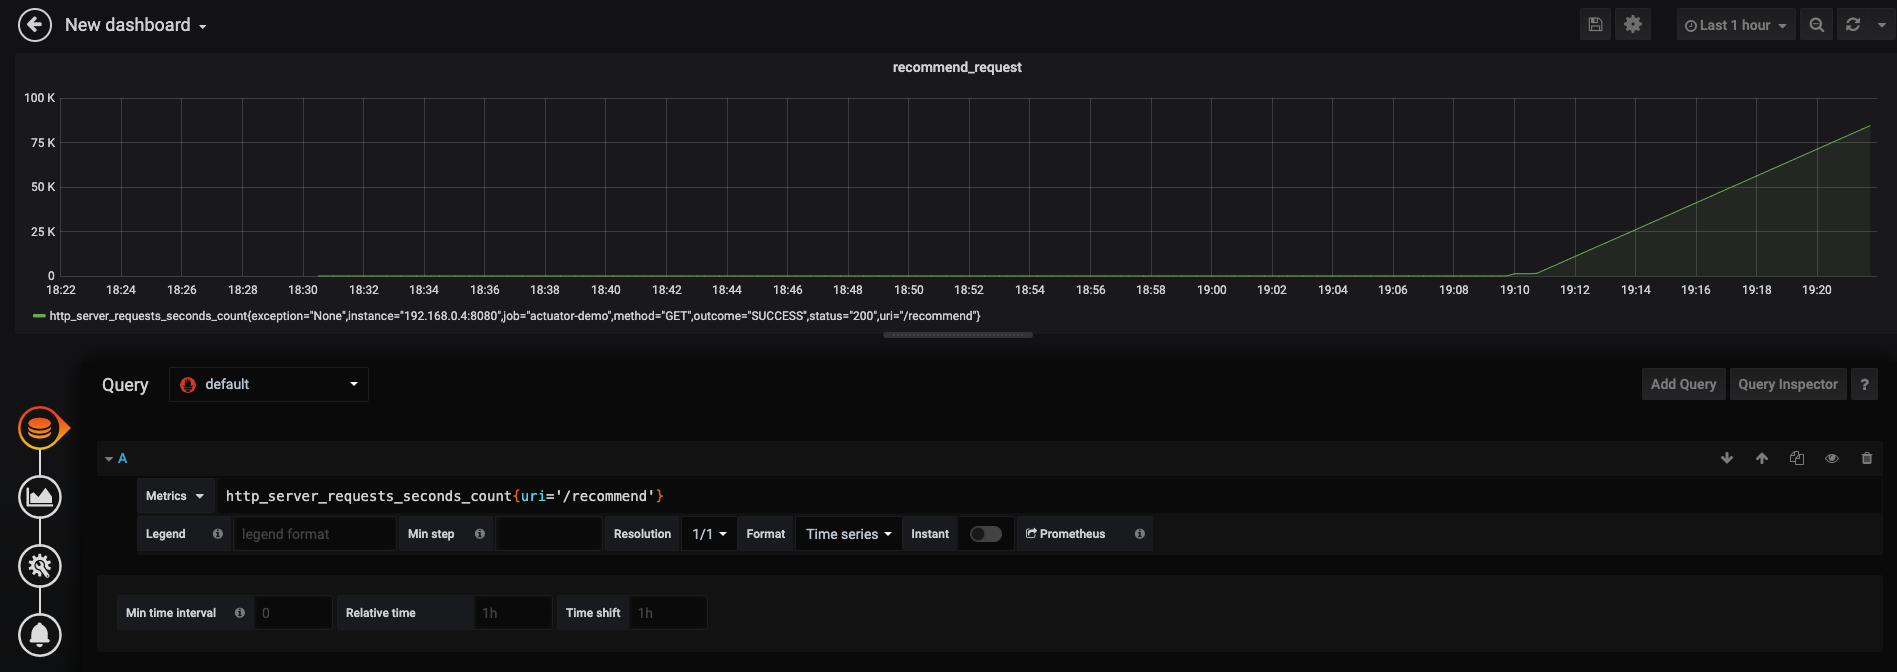 New dashboard
Last 1 hour
recommend_request
100 K
75 K
50 K
25 K
0
18:22 18:24 18:26 18:28 18:30 18:32 18:34 18:36 18:38 18:40 18:42 18:44 18:46 18:48 18:50 18:52 18:54 18:56 18:58 19:00 19:02 19:04 19:06 19:08 19:10 19:12 19:14 19:16 19:18 19:20
http_server_requests_seconds_count{exception="None",instance="192.168.0.4:8080",job="actuator-demo",method="GET",outcome="SUCCESS",status="200",uri="/recommend"}
Query default Add Query Query Inspector ?
A
Metrics http_server_requests_seconds_count{uri='/recommend'}
Legend legend format Min step Resolution 1/1 Format Time series Instant Prometheus
Min time interval 0 Relative time 1h Time shift 1h